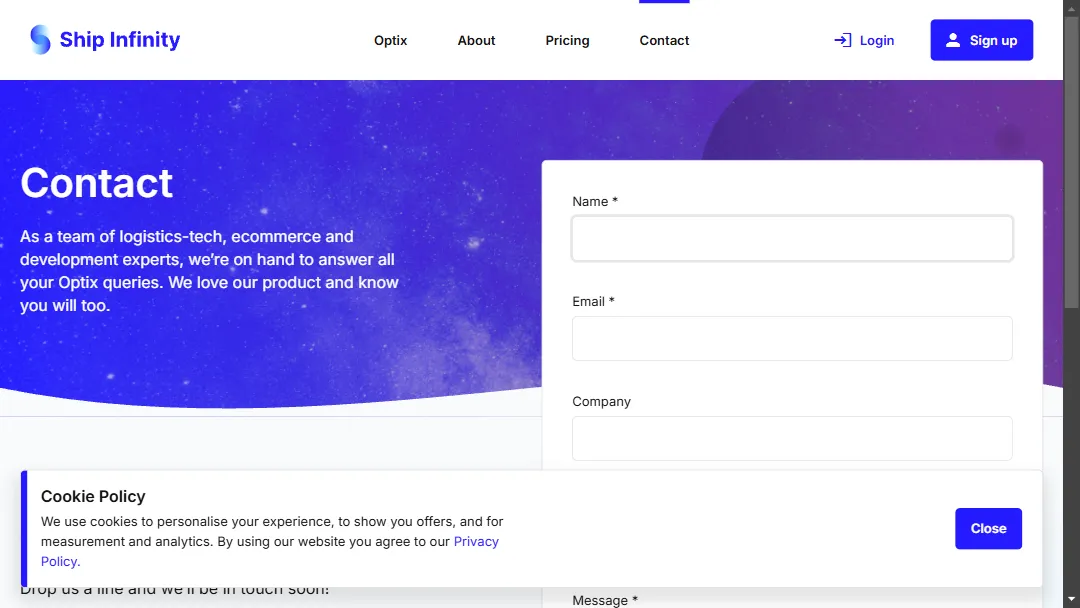 Ship Infinity
Optix
About
Pricing
Contact
Login
Sign up
Contact
As a team of logistics-tech, ecommerce and
development experts, we're on hand to answer all
your Optix queries. We love our product and know
you will too.
Name *
Email *
Company
Cookie Policy
We use cookies to personalise your experience, to show you offers, and for
measurement and analytics. By using our website you agree to our Privacy
Policy.
Close
Drop us a line and we'll be in touch soon!
Message *